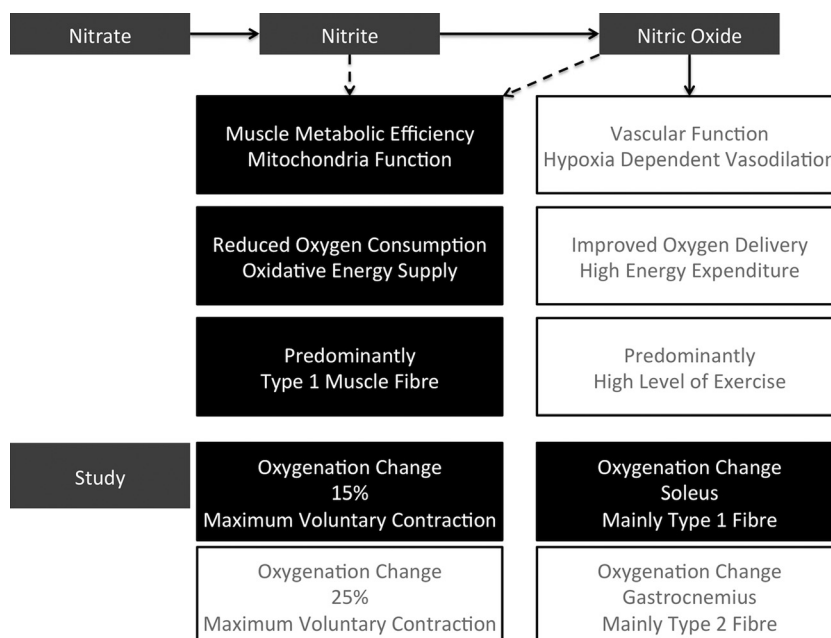 Nitrate
Nitrite
Nitric Oxide
Muscle Metabolic Efficiency
Mitochondria Function
Vascular Function
Hypoxia Dependent Vasodilation
Reduced Oxygen Consumption
Oxidative Energy Supply
Improved Oxygen Delivery
High Energy Expenditure
Predominantly
Type 1 Muscle Fibre
Predominantly
High Level of Exercise
Study
Oxygenation Change
15%
Maximum Voluntary Contraction
Oxygenation Change
Soleus
Mainly Type 1 Fibre
Oxygenation Change
25%
Maximum Voluntary Contraction
Oxygenation Change
Gastrocnemius
Mainly Type 2 Fibre